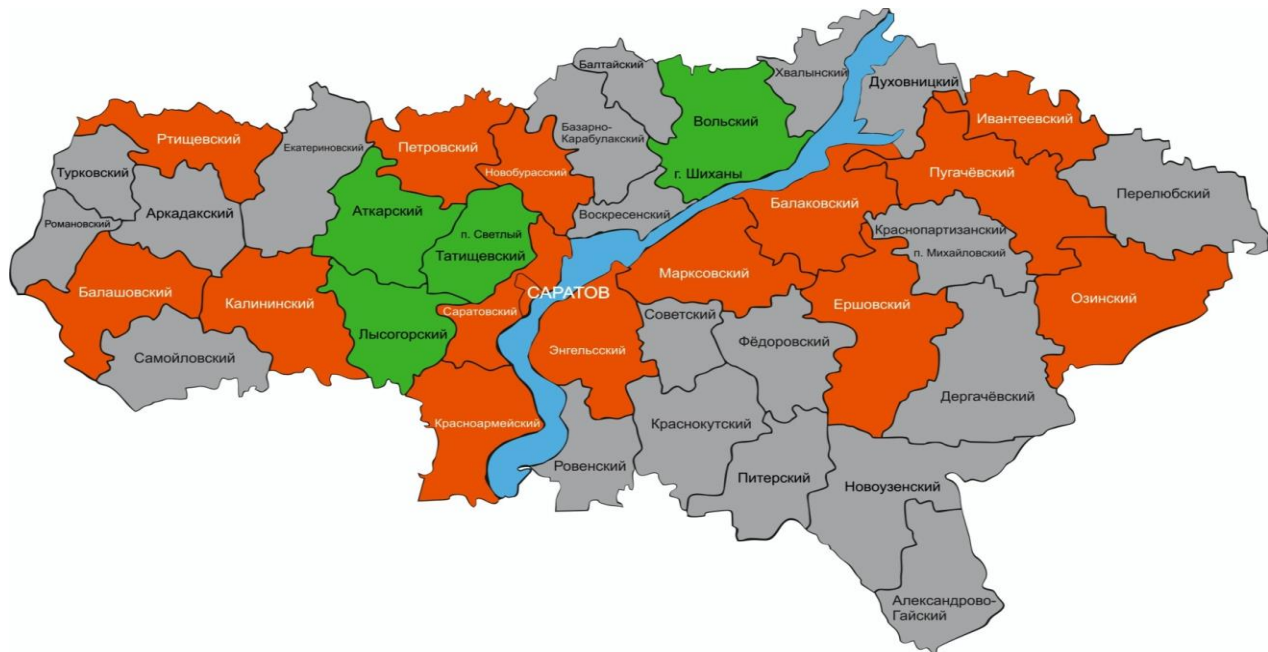 Балтайский
Хвалынский
Духовницкий
Ртищевский
Вольский
Ивантеевский
Базарно-
Карабулакский
Екатериновский
Петровский
Новобурасский
г. Шиханы
Пугачёвский
Турковский
Перелюбский
Аркадакский
Аткарский
Балаковский
Романовский
Воскресенский
п. Светлый
Татищевский
Краснопартизанский
п. Михайловский
Марксовский
Балашовский
САРАТОВ
Калининский
Ершовский
Озинский
Саратовский
Советский
Лысогорский
Фёдоровский
Самойловский
Энгельсский
Дергачёвский
Красноармейский
Краснокутский
Ровенский
Питерский
Новоузенский
Александрово-
Гайский